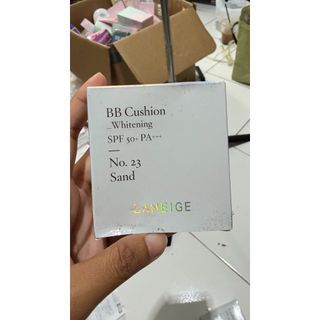 BB Cushion
_Whitening
SPF 50+ PA+++
No. 23
Sand
LANEIGE